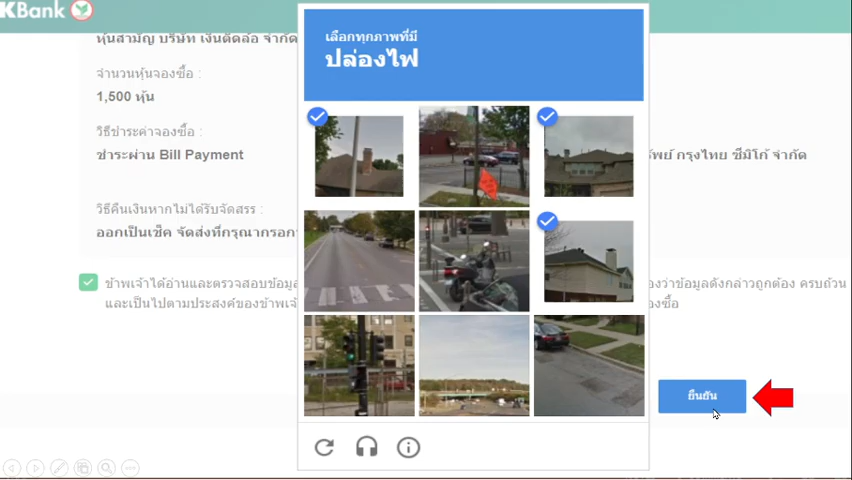 KBank
เลือกทุกภาพที่มี
ปล่องไฟ
หุ้นสามัญ บริษัท เงินติดล้อ จำกัด
จำนวนหุ้นจองซื้อ :
1,500 หุ้น
วิธีชำระค่าจองซื้อ :
ชำระผ่าน Bill Payment
กรุงไทย ซีมิโก้ จำกัด
วิธีคืนเงินหากไม่ได้รับจัดสรร :
ออกเป็นเช็ค จัดส่งที่กรุณากรอก
ข้าพเจ้าได้อ่านและตรวจสอบข้อมูล
ว่าข้อมูลดังกล่าวถูกต้อง ครบถ้วน
และเป็นไปตามประสงค์ของข้าพเจ้า
ซื้อ
ยืนยัน